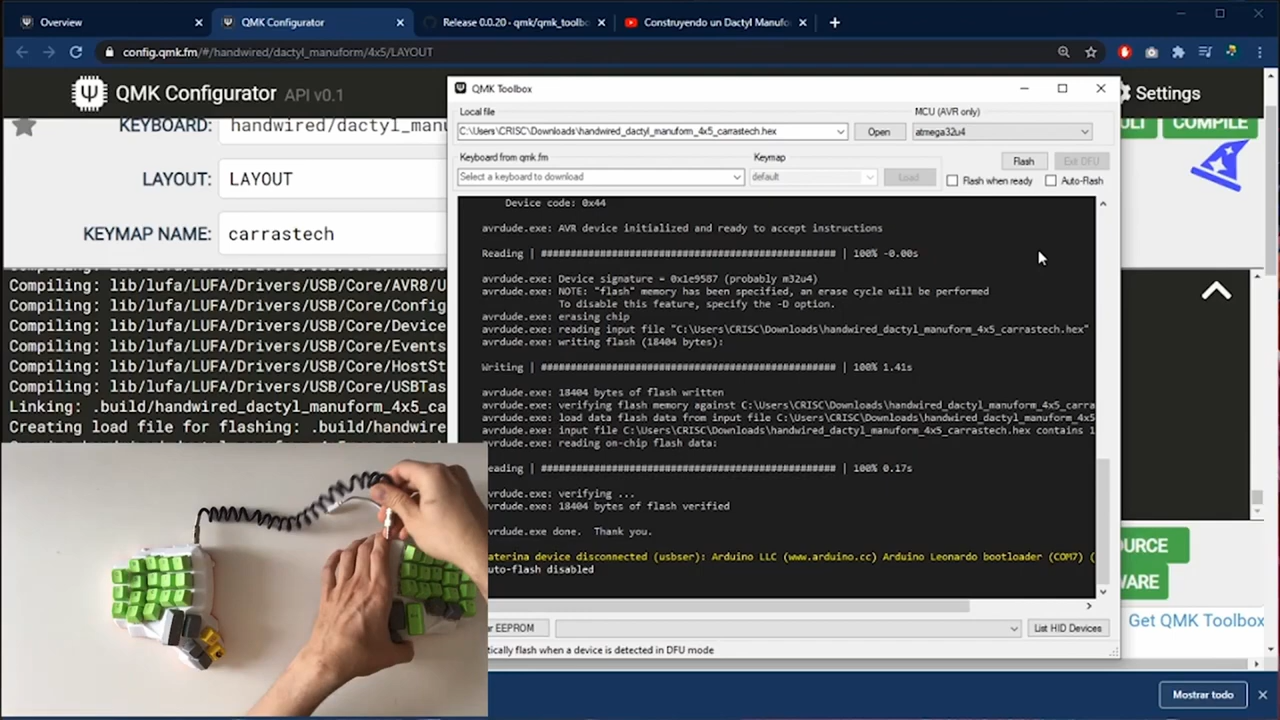 Overview
QMK Configurator
Release 0.0.20 - qmk/qmk_toolbo
Construyendo un Dactyl Manufor
config.qmk.fm/#/handwired/dactyl_manuform/4x5/LAYOUT
QMK Configurator API v0.1
Settings
KEYBOARD: handwired/dactyl_manu
COMPILE
LAYOUT: LAYOUT
KEYMAP NAME: carrastech
Compiling: lib/lufa/LUFA/Drivers/USB/Core/AVR8/U
Compiling: lib/lufa/LUFA/Drivers/USB/Core/Config
Compiling: lib/lufa/LUFA/Drivers/USB/Core/Device
Compiling: lib/lufa/LUFA/Drivers/USB/Core/Events
Compiling: lib/lufa/LUFA/Drivers/USB/Core/HostSt
Compiling: lib/lufa/LUFA/Drivers/USB/Core/USBTas
Linking: .build/handwired_dactyl_manuform_4x5_ca
Creating load file for flashing: .build/handwire
QMK Toolbox
Local file
MCU (AVR only)
C:\Users\CRISC\Downloads\handwired_dactyl_manuform_4x5_carrastech.hex
Open
atmega32u4
Keyboard from qmk.fm
Keymap
Flash
Exit DFU
Select a keyboard to download
default
Load
Flash when ready
Auto-Flash
Device code: 0x44
avrdude.exe: AVR device initialized and ready to accept instructions
Reading | ################################################## | 100% -0.00s
avrdude.exe: Device signature = 0x1e9587 (probably m32u4)
avrdude.exe: NOTE: "flash" memory has been specified, an erase cycle will be performed
To disable this feature, specify the -D option.
avrdude.exe: erasing chip
avrdude.exe: reading input file "C:\Users\CRISC\Downloads\handwired_dactyl_manuform_4x5_carrastech.hex"
avrdude.exe: writing flash (18404 bytes):
Writing | ################################################## | 100% 1.41s
avrdude.exe: 18404 bytes of flash written
avrdude.exe: verifying flash memory against C:\Users\CRISC\Downloads\handwired_dactyl_manuform_4x5_carra
avrdude.exe: load data flash data from input file C:\Users\CRISC\Downloads\handwired_dactyl_manuform_4x5
avrdude.exe: input file C:\Users\CRISC\Downloads\handwired_dactyl_manuform_4x5_carrastech.hex contains 1
avrdude.exe: reading on-chip flash data:
eading | ################################################## | 100% 0.17s
vrdude.exe: verifying ...
vrdude.exe: 18404 bytes of flash verified
vrdude.exe done.  Thank you.
aterina device disconnected (usbser): Arduino LLC (www.arduino.cc) Arduino Leonardo bootloader (COM7) (
uto-flash disabled
r EEPROM
List HID Devices
tically flash when a device is detected in DFU mode
OURCE
WARE
Get QMK Toolbox
Mostrar todo